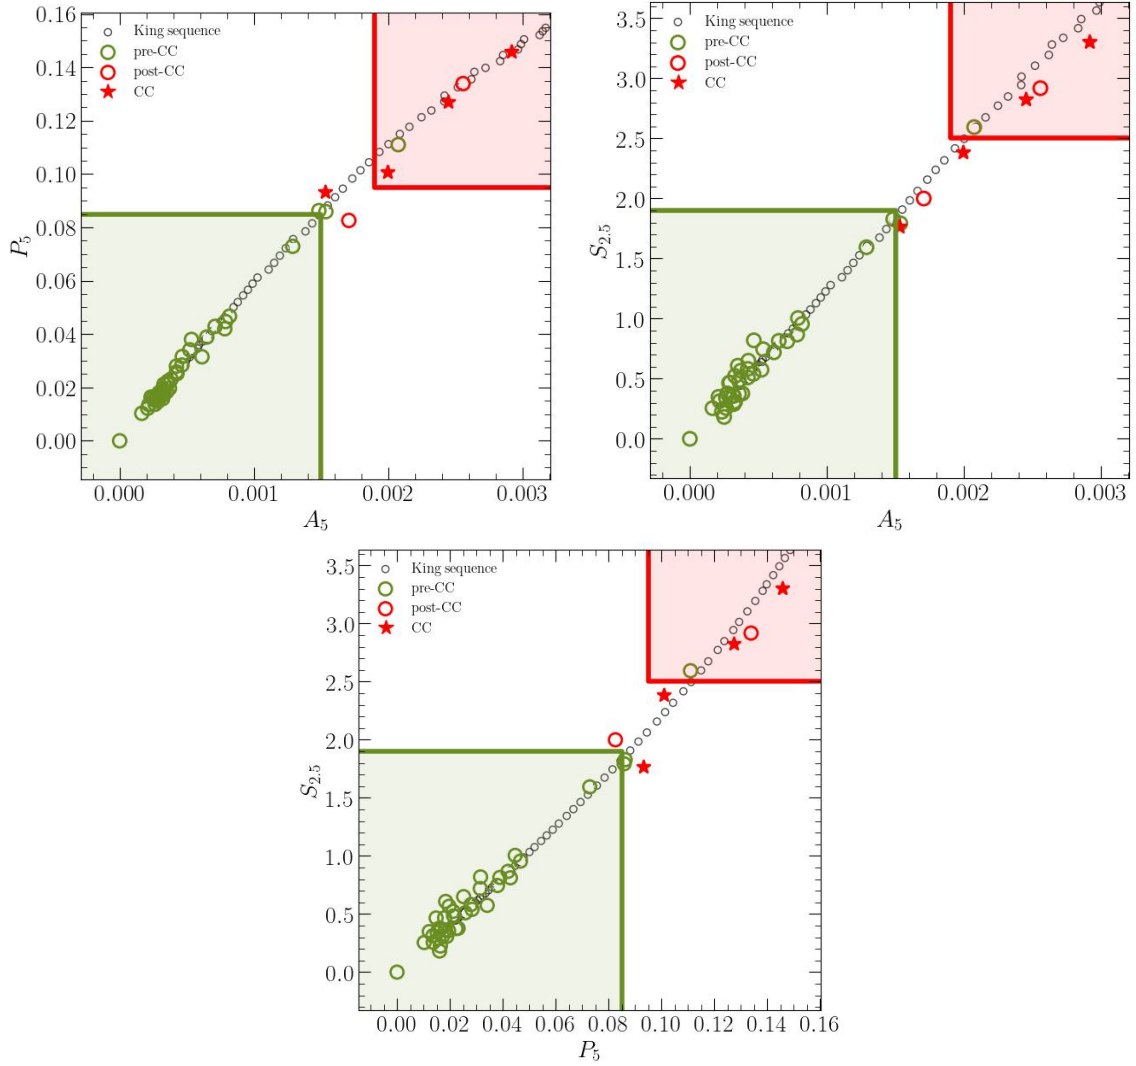 0.16
0.14
0.12
0.10
0.08
0.06
0.04
0.02
0.00
P5
King sequence
pre-CC
post-CC
CC
0.000 0.001 0.002 0.003
A5
3.5
3.0
2.5
2.0
1.5
1.0
0.5
0.0
S2.5
King sequence
pre-CC
post-CC
CC
0.000 0.001 0.002 0.003
A5
3.5
3.0
2.5
2.0
1.5
1.0
0.5
0.0
S2.5
King sequence
pre-CC
post-CC
CC
0.00 0.02 0.04 0.06 0.08 0.10 0.12 0.14 0.16
P5